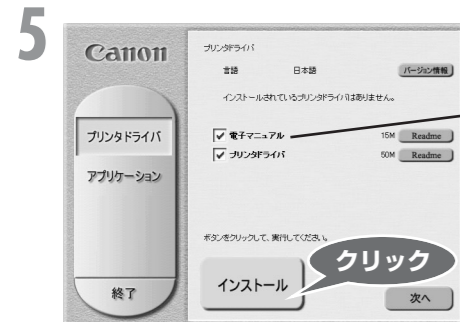 5
Canon
プリンタドライバ
言語 日本語 バージョン情報
インストールされているプリンタドライバはありません。
プリンタドライバ
電子マニュアル 15M Readme
プリンタドライバ 50M Readme
アプリケーション
ボタンをクリックして、実行してください。
クリック
インストール
終了
次へ